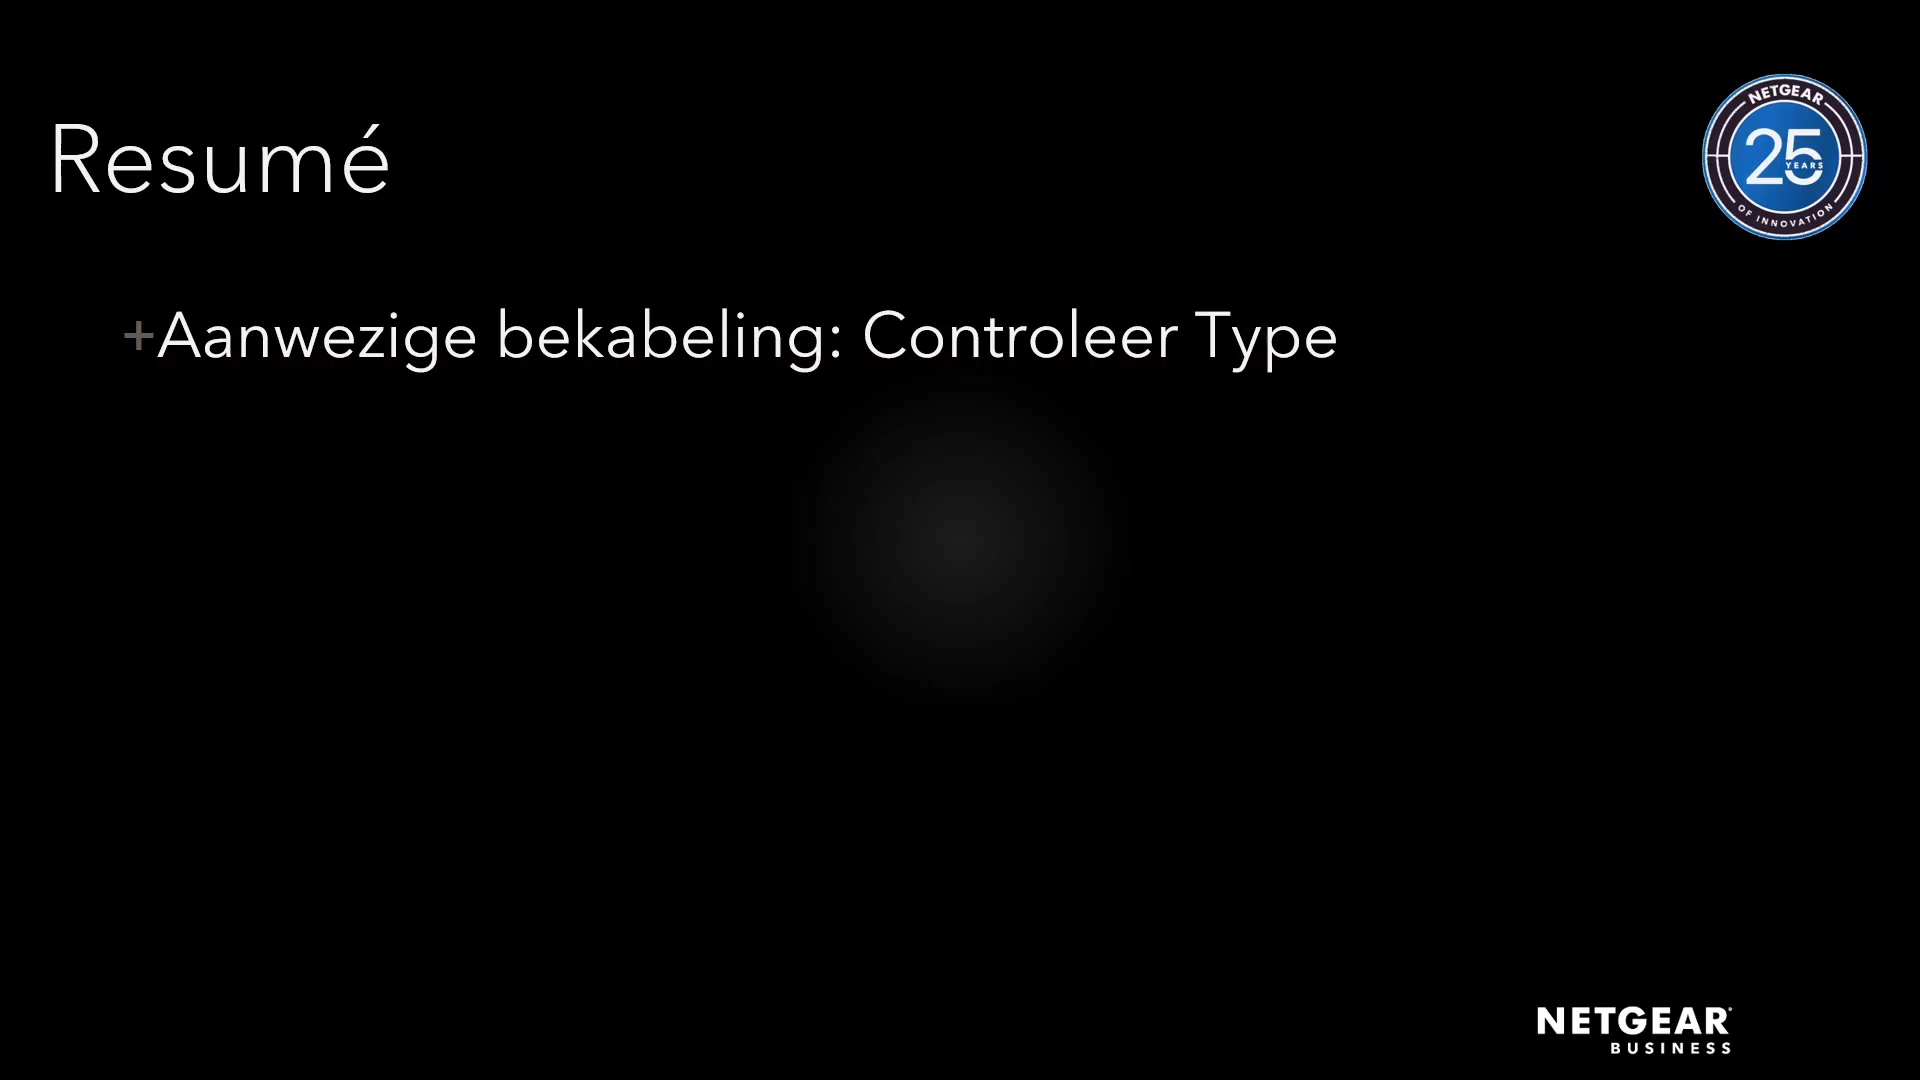 Resumé
NETGEAR
25
YEARS
OF INNOVATION
+Aanwezige bekabeling: Controleer Type
NETGEAR
BUSINESS